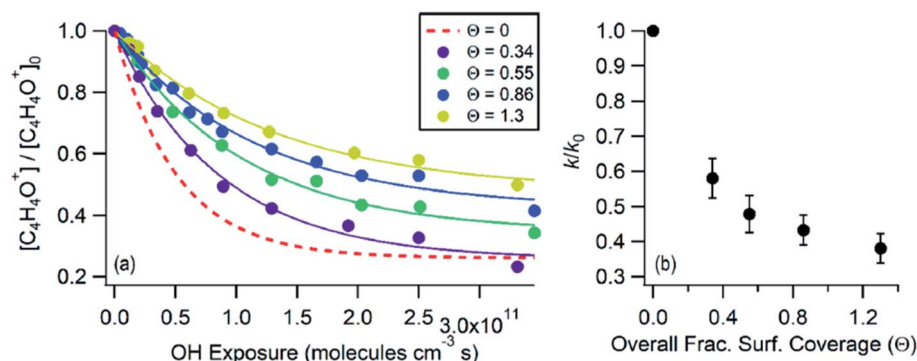 1.0
0.8
0.6
0.4
0.2
[C₄H₄O⁺] / [C₄H₄O⁺]₀
(a)
0.0
0.5
1.0
1.5
2.0
2.5
3.0x10¹¹
OH Exposure (molecules cm⁻³ s)
Θ = 0
Θ = 0.34
Θ = 0.55
Θ = 0.86
Θ = 1.3
1.0
0.9
0.8
0.7
0.6
0.5
0.4
0.3
k/k₀
(b)
0.0
0.4
0.8
1.2
Overall Frac. Surf. Coverage (Θ)